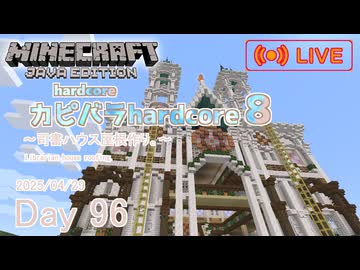 MINECRAFT
JAVA EDITION
LIVE
hardcore
カピバラhardcore８
～司書ハウス屋根作り。～
Librarian house roofing
2025/04/29
Day 96